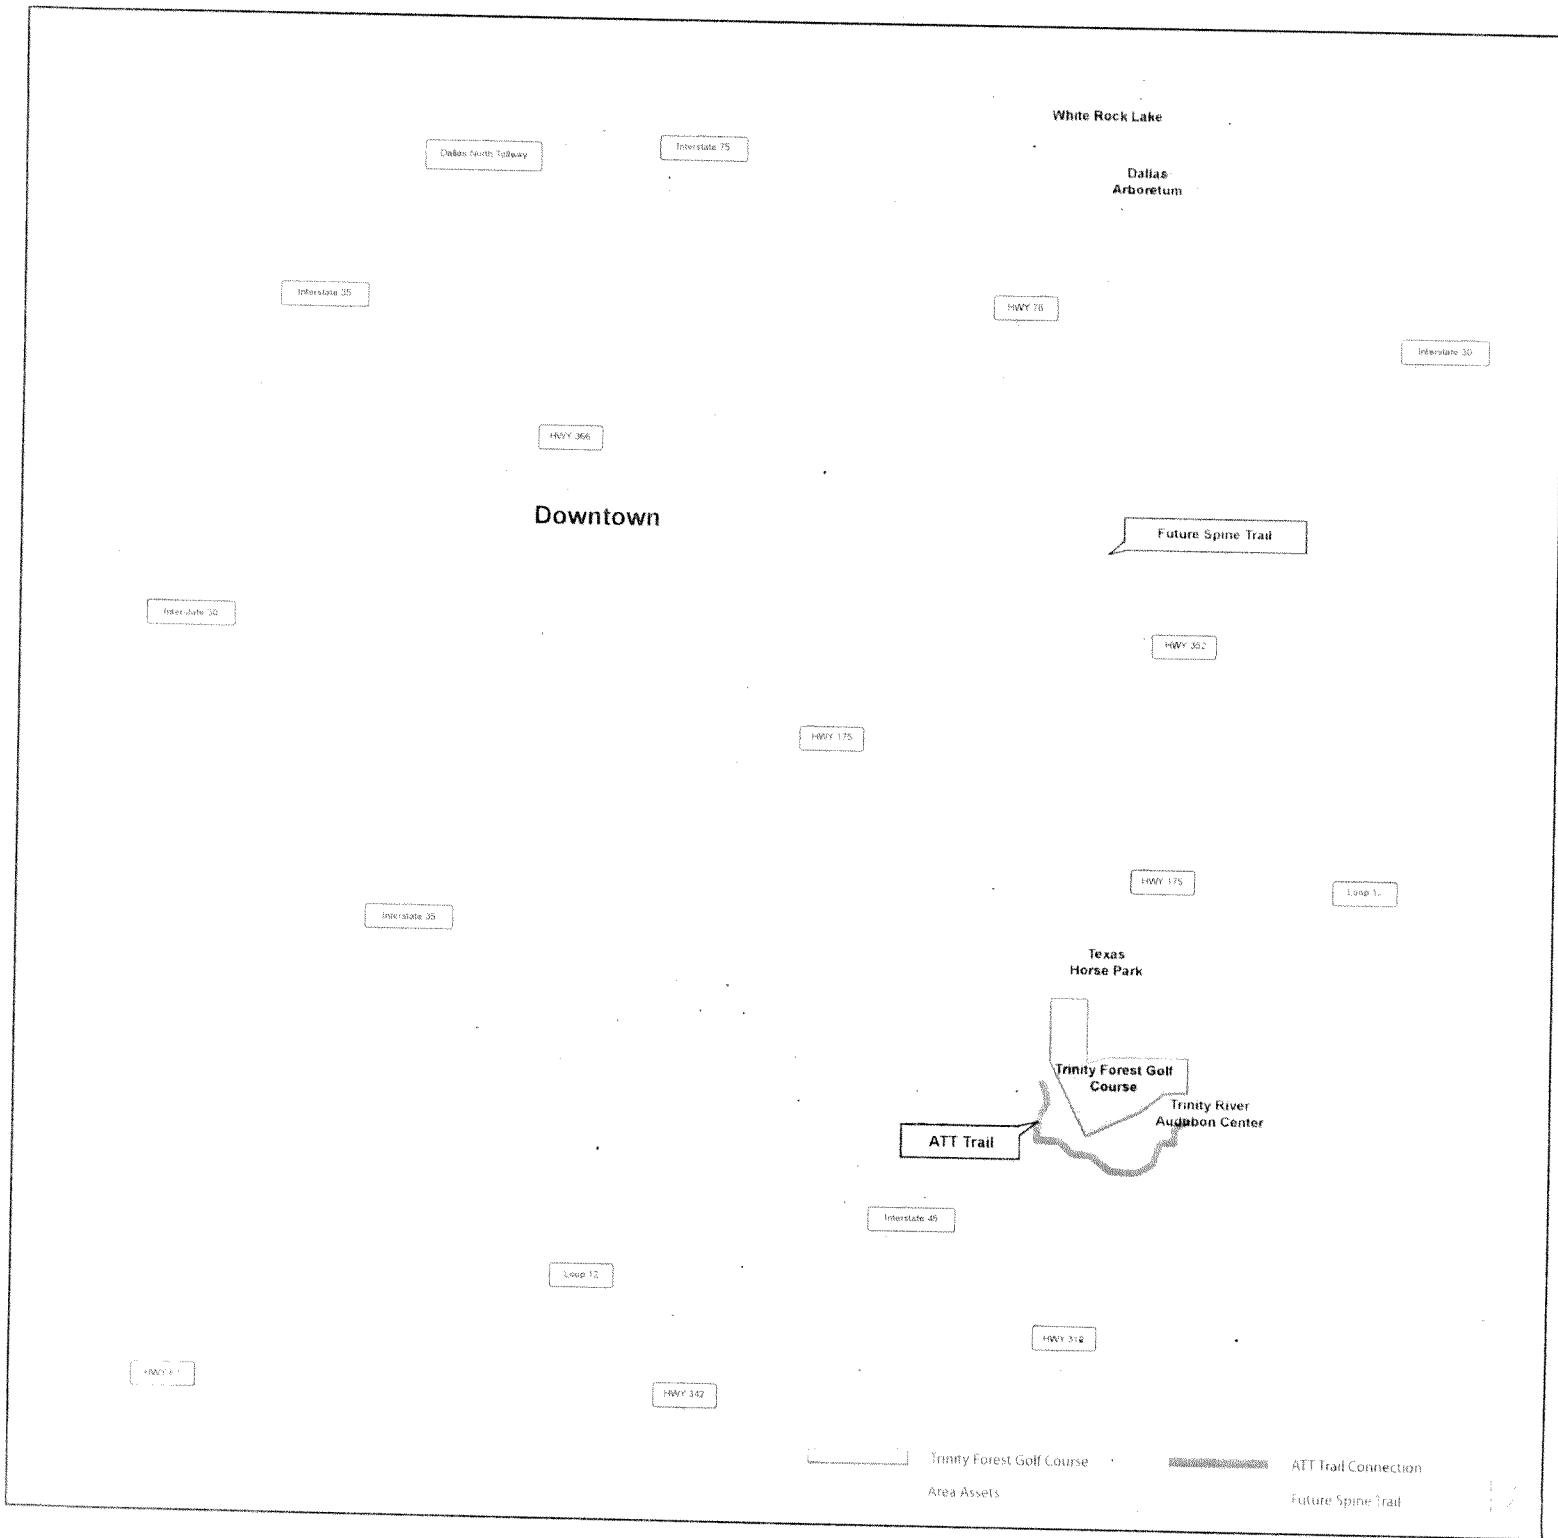 White Rock Lake
Dallas North Tollway
Interstate 75
Dallas
Arboretum
Interstate 35
HWY 78
Interstate 30
HWY 366
Downtown
Future Spine Trail
Interstate 30
HWY 352
HWY 175
HWY 175
Loop
Interstate 35
Texas
Horse Park
Trinity Forest Golf
Course
Trinity River
Audubon Center
ATT Trail
Interstate 45
Loop 12
HWY 310
HWY
HWY 342
Trinity Forest Golf Course
ATT Trail Connection
Area Assets
Future Spine Trail